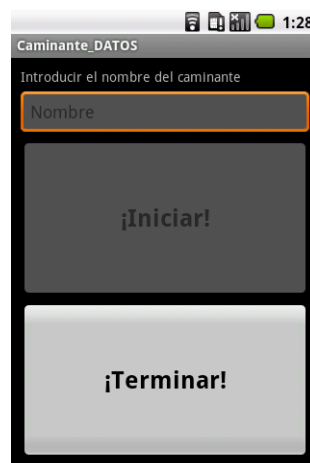 1:28
Caminante_DATOS
Introducir el nombre del caminante
Nombre
¡Iniciar!
¡Terminar!